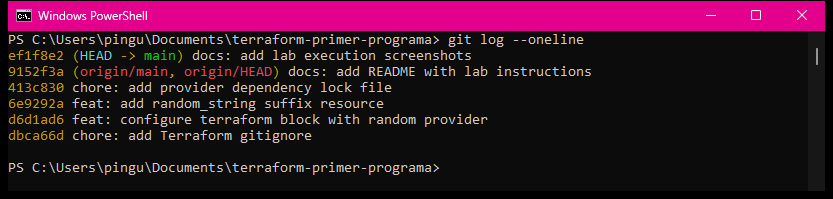 Windows PowerShell
PS C:\Users\pingu\Documents\terraform-primer-programa> git log --oneline
ef1f8e2 (HEAD -> main) docs: add lab execution screenshots
9152f3a (origin/main, origin/HEAD) docs: add README with lab instructions
413c830 chore: add provider dependency lock file
6e9292a feat: add random_string suffix resource
d6d1ad6 feat: configure terraform block with random provider
dbca66d chore: add Terraform gitignore
PS C:\Users\pingu\Documents\terraform-primer-programa>